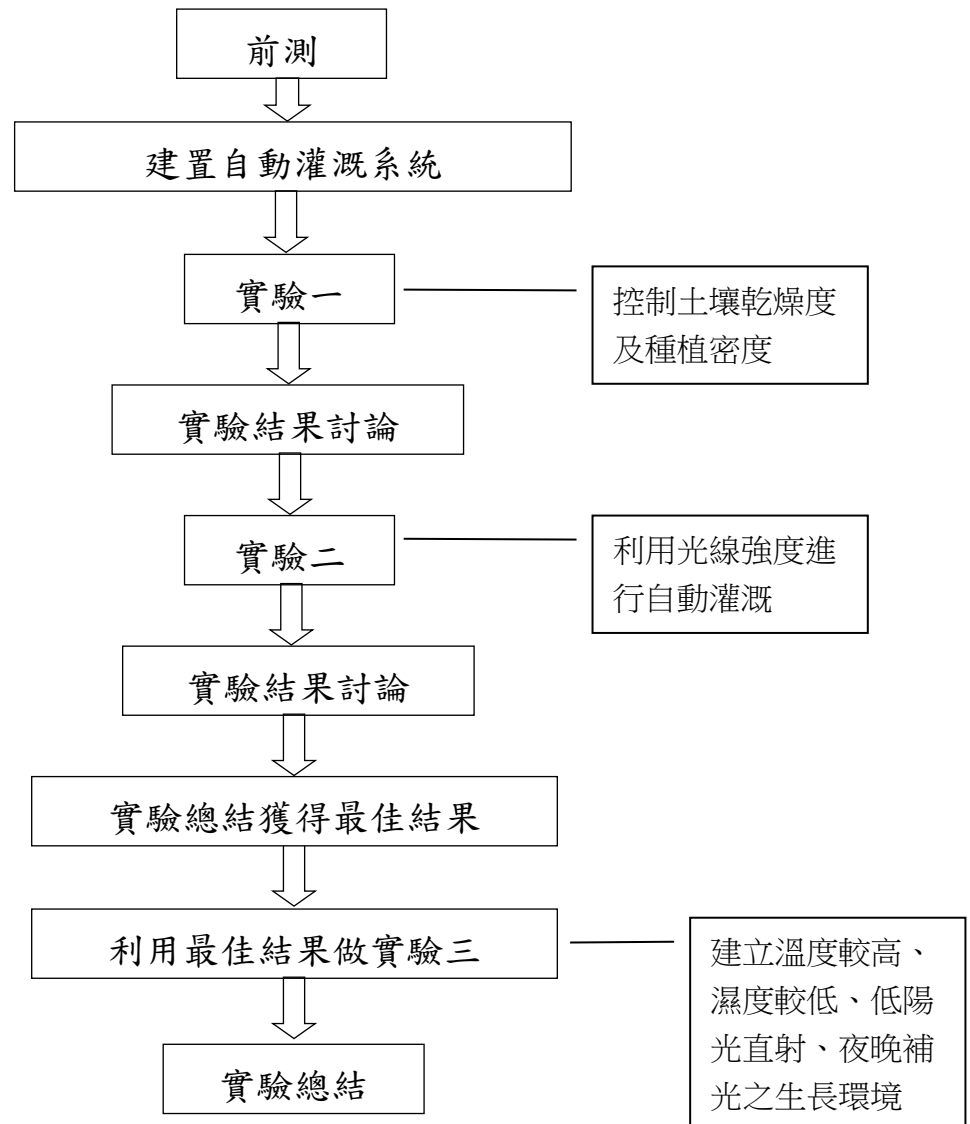 前測
建置自動灌溉系統
實驗一
控制土壤乾燥度
及種植密度
實驗結果討論
實驗二
利用光線強度進
行自動灌溉
實驗結果討論
實驗總結獲得最佳結果
利用最佳結果做實驗三
建立溫度較高、
濕度較低、低陽
光直射、夜晚補
光之生長環境
實驗總結